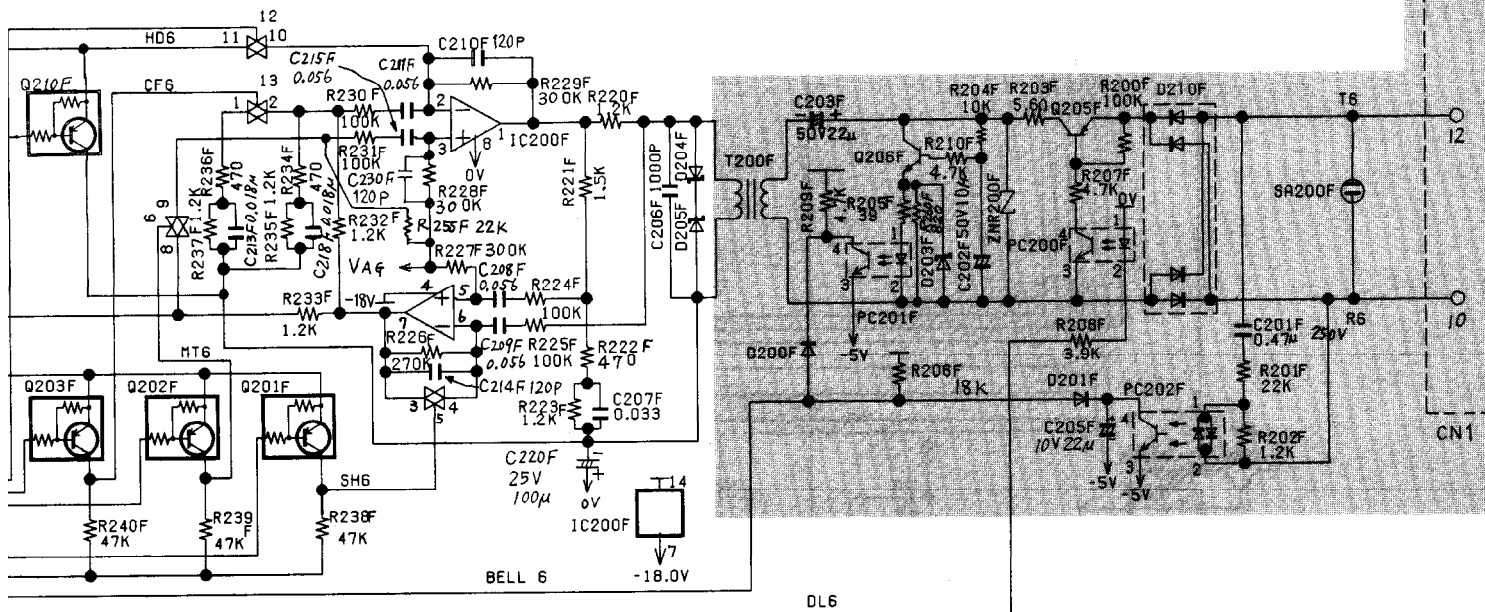 12
11
10
HD6
Q210F
CF6
13
1
2
C215F
0.056
C211F
0.056
C210F
120P
R229F
300K
R230F
100K
2
3
1
8
IC200F
0V
R231F
100K
C230F
120P
R228F
300K
R220F
1.2K
R221F
1.5K
C206F 1000P
D204F
D205F
T200F
R236F
470
R234F
470
R237F 1.2K
C213F 0.018μ
R235F 1.2K
C218F 0.018μ
R232F
1.2K
6
9
8
R255F 22K
VAG
R227F 300K
C208F
0.056
R224F
100K
-18V
4
5
6
7
R233F
1.2K
R226F
270K
C209F
0.056
R225F
100K
R222F
470
C214F 120P
3
4
5
R223F
1.2K
C207F
0.033
MT6
Q203F
Q202F
Q201F
SH6
C220F
25V
100μ
0V
14
IC200F
7
-18.0V
R240F
47K
R239F
47K
R238F
47K
BELL 6
DL6
C203F
50V22μ
Q206F
R210F
4.7K
R204F
10K
R203F
5.6Ω
Q205F
R200F
100K
D210F
T6
12
R209F
R205F
39
D203F
C202F 50V10μ
ZNR200F
R207F
4.7K
0V
PC200F
4
3
1
2
4
3
1
2
PC201F
-5V
SA200F
R6
10
R208F
3.9K
C201F
0.47μ
250V
D200F
R206F
18K
D201F
PC202F
R201F
22K
C205F
10V22μ
4
3
1
2
R202F
1.2K
-5V
-5V
CN1